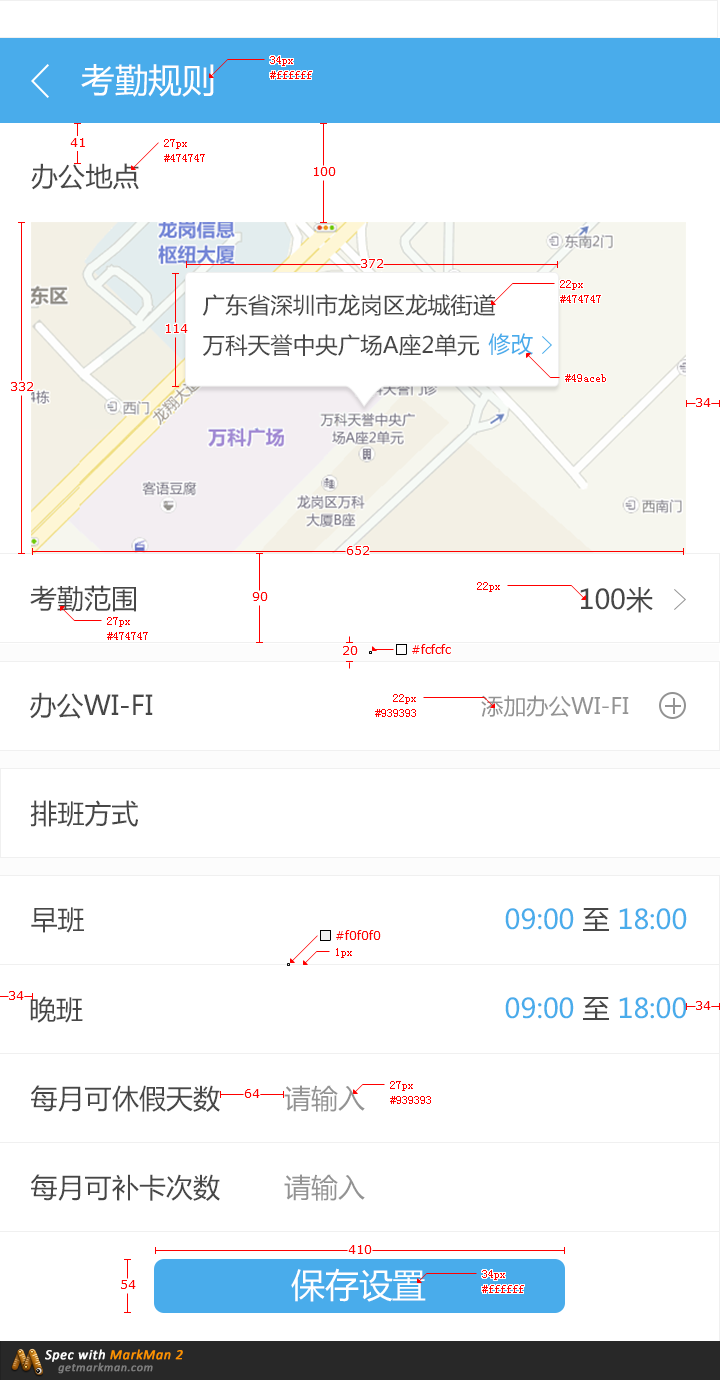 考勤规则
34px
#ffffff
41
27px
#474747
办公地点
100
龙岗信息
枢纽大厦
东南2门
372
22px
#474747
东区
广东省深圳市龙岗区龙城街道
114
万科天誉中央广场A座2单元 修改
#49aceb
332
4栋
西门
龙翔大道
天誉门诊
34
万科天誉中央广
场A座2单元
万科广场
客语豆腐
龙岗区万科
大厦B座
西南门
652
考勤范围
90
22px
100米
27px
#474747
20
#fcfcfc
办公WI-FI
22px
#939393
添加办公WI-FI
排班方式
早班
09:00 至 18:00
#f0f0f0
1px
34
晚班
09:00 至 18:00
34
每月可休假天数
64
请输入
27px
#939393
每月可补卡次数
请输入
410
54
保存设置
34px
#ffffff
Spec with MarkMan 2
getmarkman.com